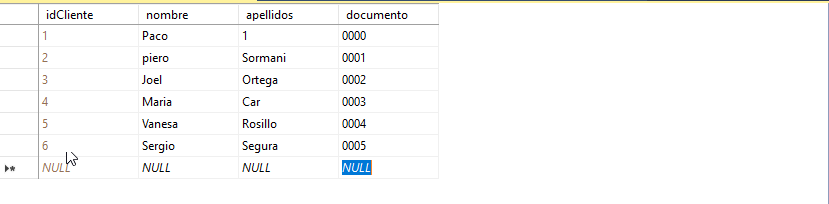 idCliente nombre apellidos documento
1 Paco 1 0000
2 piero Sormani 0001
3 Joel Ortega 0002
4 Maria Car 0003
5 Vanesa Rosillo 0004
6 Sergio Segura 0005
NULL NULL NULL NULL